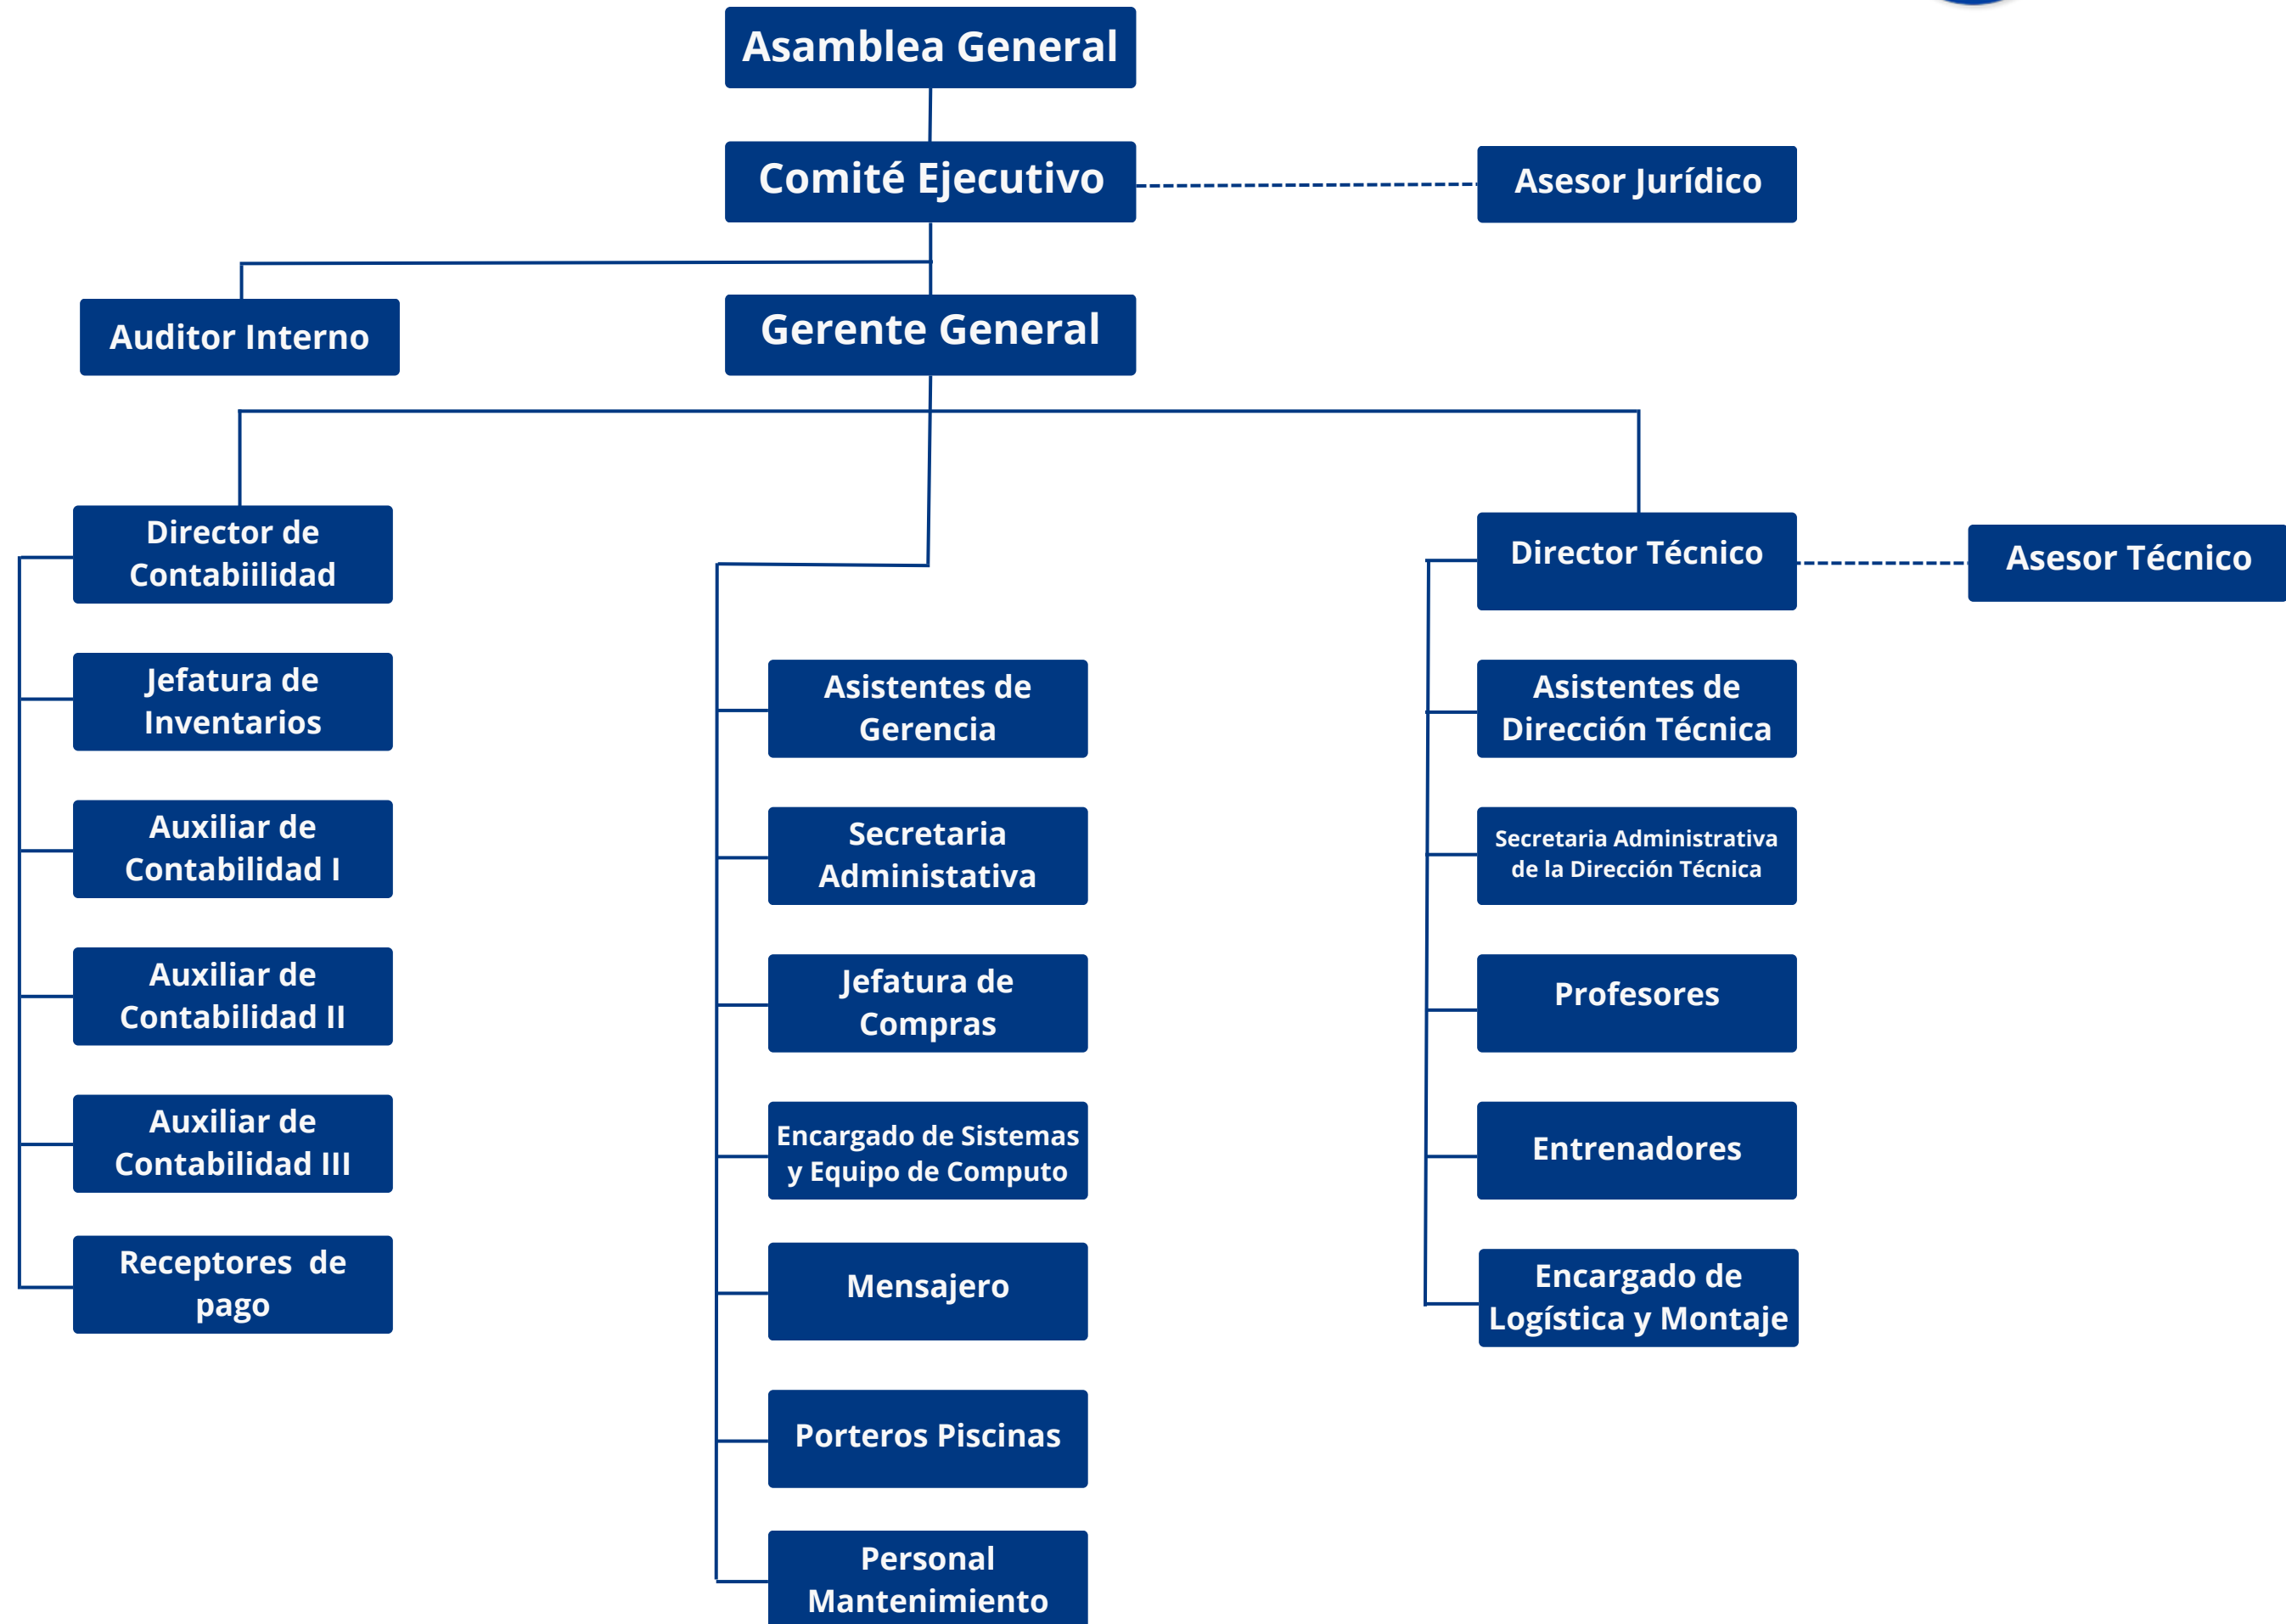 Asamblea General
Comité Ejecutivo
Asesor Jurídico
Auditor Interno
Gerente General
Director de
Contabiilidad
Jefatura de
Inventarios
Auxiliar de
Contabilidad I
Auxiliar de
Contabilidad II
Auxiliar de
Contabilidad III
Receptores de
pago
Asistentes de
Gerencia
Secretaria
Administativa
Jefatura de
Compras
Encargado de Sistemas
y Equipo de Computo
Mensajero
Porteros Piscinas
Personal
Mantenimiento
Director Técnico
Asesor Técnico
Asistentes de
Dirección Técnica
Secretaria Administrativa
de la Dirección Técnica
Profesores
Entrenadores
Encargado de
Logística y Montaje